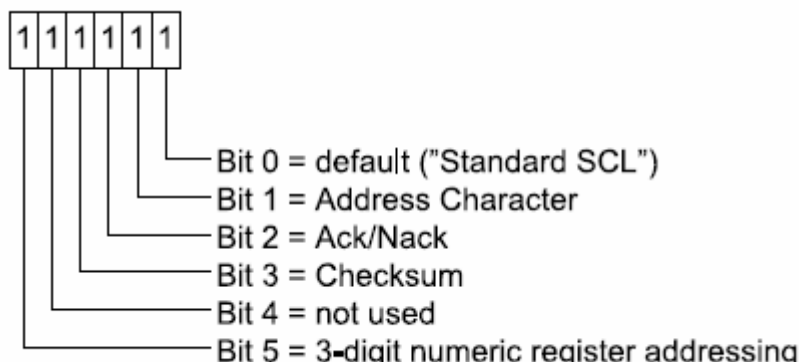 1 1 1 1 1 1
Bit 0 = default ("Standard SCL")
Bit 1 = Address Character
Bit 2 = Ack/Nack
Bit 3 = Checksum
Bit 4 = not used
Bit 5 = 3-digit numeric register addressing